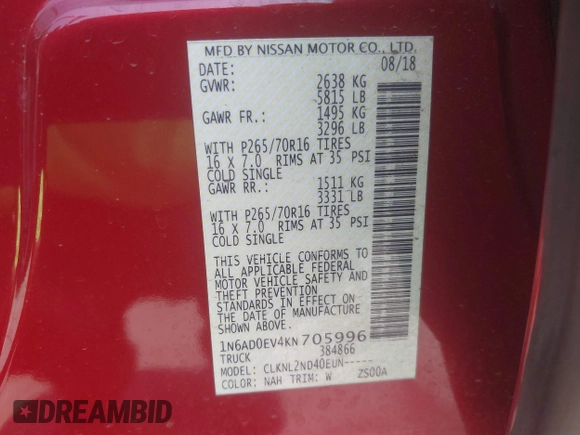 MFD BY NISSAN MOTOR CO., LTD.
DATE: 08/18
GVWR: 2638 KG
5815 LB
GAWR FR.: 1495 KG
3296 LB
WITH P265/70R16 TIRES
16 X 7.0 RIMS AT 35 PSI
COLD SINGLE
GAWR RR.: 1511 KG
3331 LB
WITH P265/70R16 TIRES
16 X 7.0 RIMS AT 35 PSI
COLD SINGLE
THIS VEHICLE CONFORMS TO
ALL APPLICABLE FEDERAL
MOTOR VEHICLE SAFETY AND
THEFT PREVENTION
STANDARDS IN EFFECT ON
THE DATE OF MANUFACTURE
SHOWN ABOVE.
1N6AD0EV4KN705996
TRUCK 384866
MODEL: CLKNL2ND40EUN-----
COLOR: NAH TRIM: W ZS00A
DREAMBID